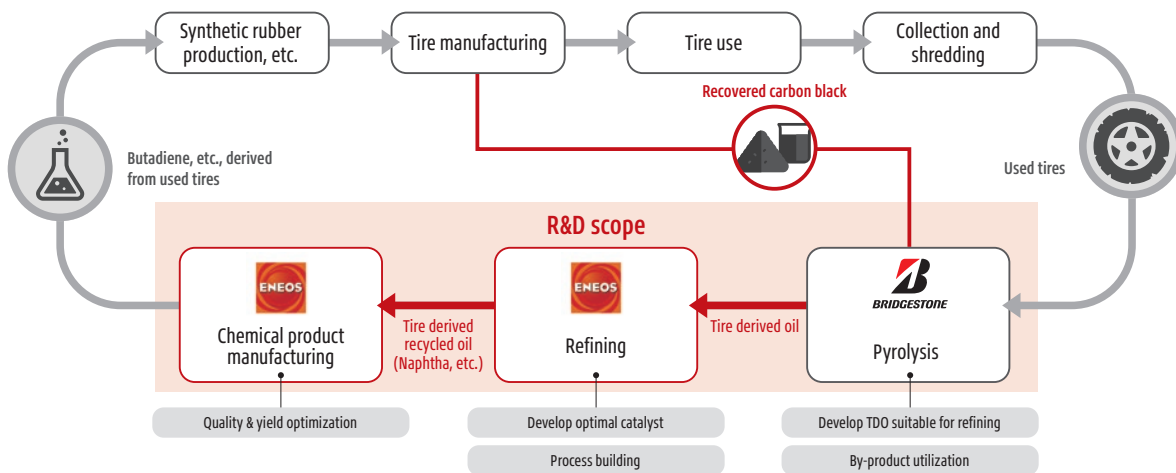 Synthetic rubber
production, etc.
Tire manufacturing
Tire use
Collection and
shredding
Recovered carbon black
Butadiene, etc., derived
from used tires
Used tires
R&D scope
ENEOS
Chemical product
manufacturing
Tire derived
recycled oil
(Naphtha, etc.)
ENEOS
Refining
Tire derived oil
BRIDGESTONE
Pyrolysis
Quality & yield optimization
Develop optimal catalyst
Process building
Develop TDO suitable for refining
By-product utilization